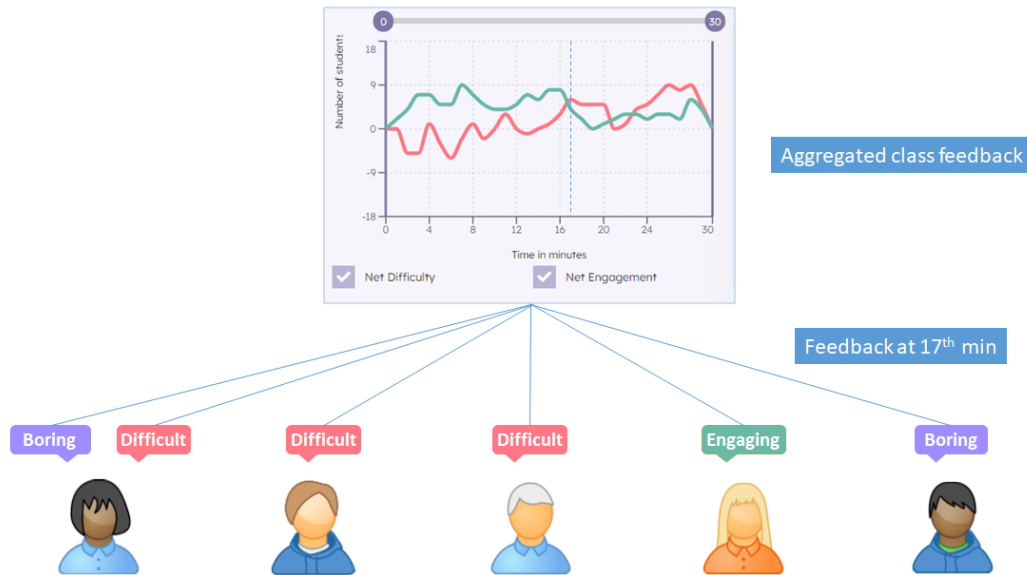 0 30
Number of students
18
9
0
-9
-18
0 4 8 12 16 20 24 30
Time in minutes
Net Difficulty Net Engagement
Aggregated class feedback
Feedback at 17th min
Boring Difficult Difficult Difficult Engaging Boring